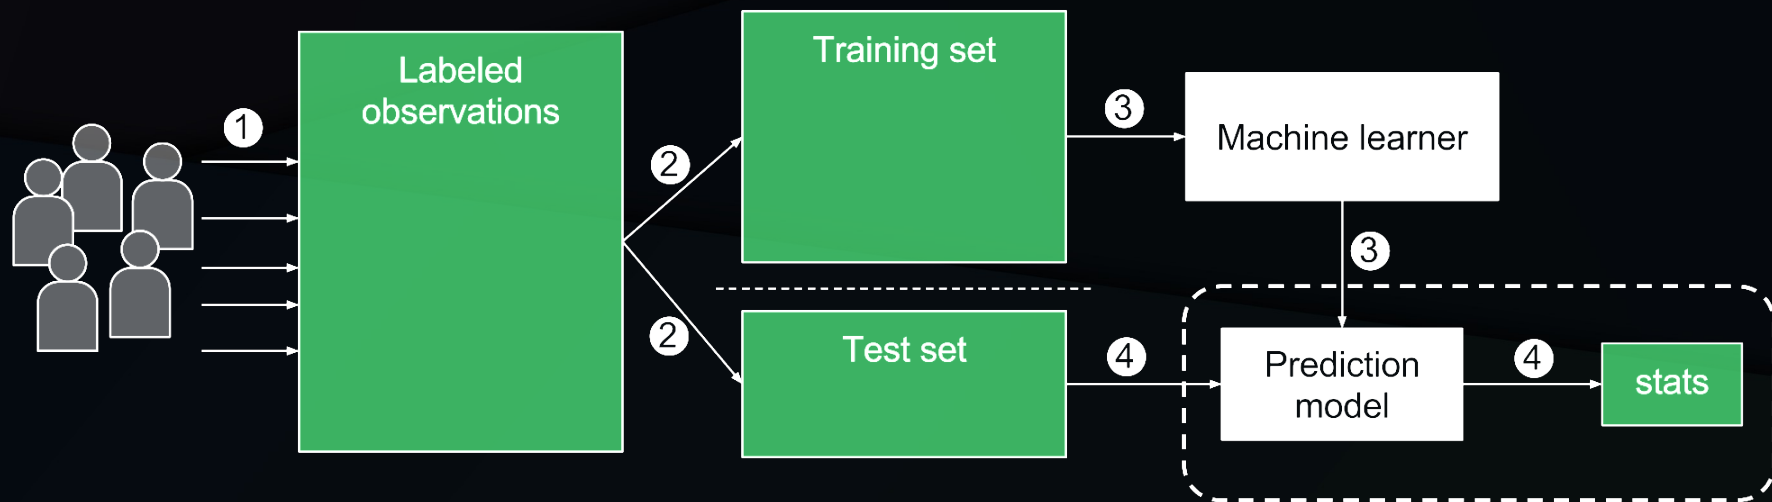 1
Labeled
observations
2
2
Training set
Test set
3
Machine learner
3
4
Prediction
model
4
stats